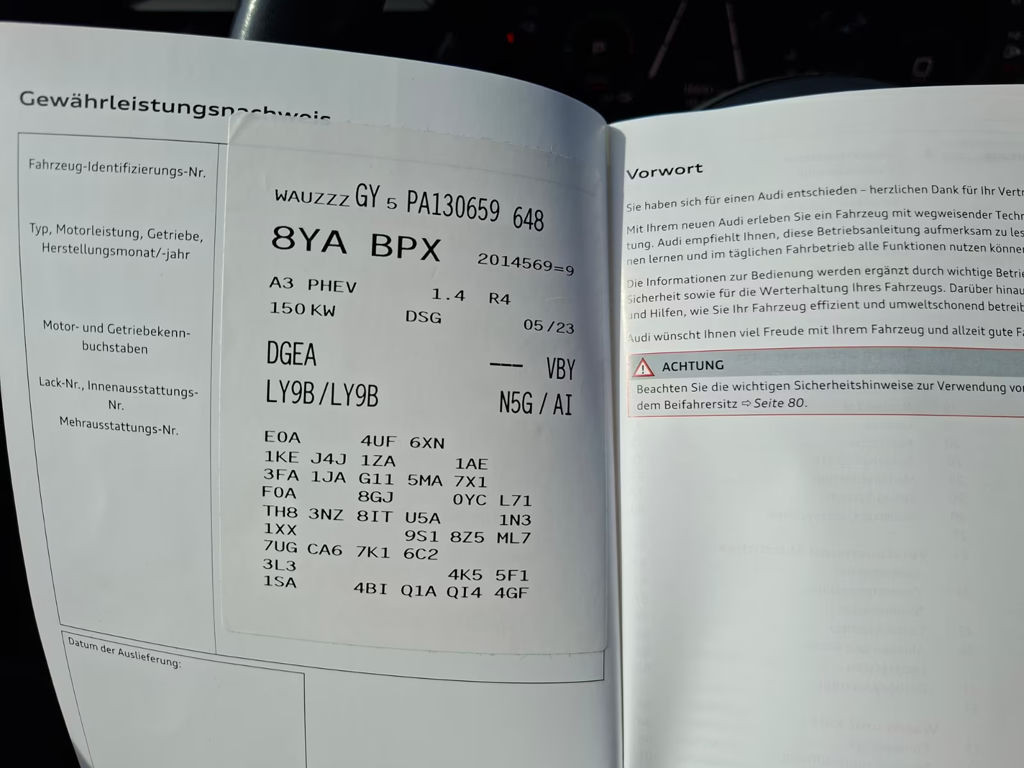 Gewährleistungsnachweis
Fahrzeug-Identifizierungs-Nr.
Typ, Motorleistung, Getriebe,
Herstellungsmonat/-jahr
Motor- und Getriebekenn-
buchstaben
Lack-Nr., Innenausstattungs-
Nr.
Mehrausstattungs-Nr.
WAUZZZ GY 5 PA130659 648
8YA BPX 2014569=9
A3 PHEV 1.4 R4
150 KW DSG 05/23
DGEA --- VBY
LY9B/LY9B N5G / AI
E0A 4UF 6XN
1KE J4J 1ZA 1AE
3FA 1JA G11 5MA 7X1
F0A 8GJ 0YC L71
TH8 3NZ 8IT U5A 1N3
1XX 9S1 8Z5 ML7
7UG CA6 7K1 6C2
3L3 4K5 5F1
1SA 4BI Q1A QI4 4GF
Datum der Auslieferung:
Vorwort
Sie haben sich für einen Audi entschieden – herzlichen Dank für Ihr
Mit Ihrem neuen Audi erleben Sie ein Fahrzeug mit wegweisender
tung. Audi empfiehlt Ihnen, diese Betriebsanleitung aufmerksam zu
nen lernen und im täglichen Fahrbetrieb alle Funktionen nutzen
Die Informationen zur Bedienung werden ergänzt durch wichtige
Sicherheit sowie für die Werterhaltung Ihres Fahrzeugs. Darüber
und Hilfen, wie Sie Ihr Fahrzeug effizient und umweltschonend
Audi wünscht Ihnen viel Freude mit Ihrem Fahrzeug und allzeit gute
ACHTUNG
Beachten Sie die wichtigen Sicherheitshinweise zur Verwendung
dem Beifahrersitz ⇨ Seite 80.